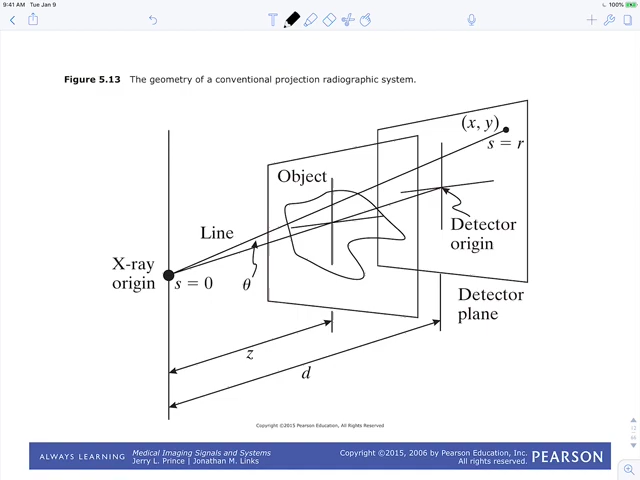 9:41 AM Tue Jan 9
100%
Figure 5.13 The geometry of a conventional projection radiographic system.
(x, y)
s = r
Object
Line
Detector
origin
X-ray
origin
s = 0
θ
Detector
plane
z
d
Copyright ©2015 Pearson Education, All Rights Reserved
ALWAYS LEARNING
Medical Imaging Signals and Systems
Jerry L. Prince | Jonathan M. Links
Copyright ©2015, 2006 by Pearson Education, Inc.
All rights reserved.
PEARSON